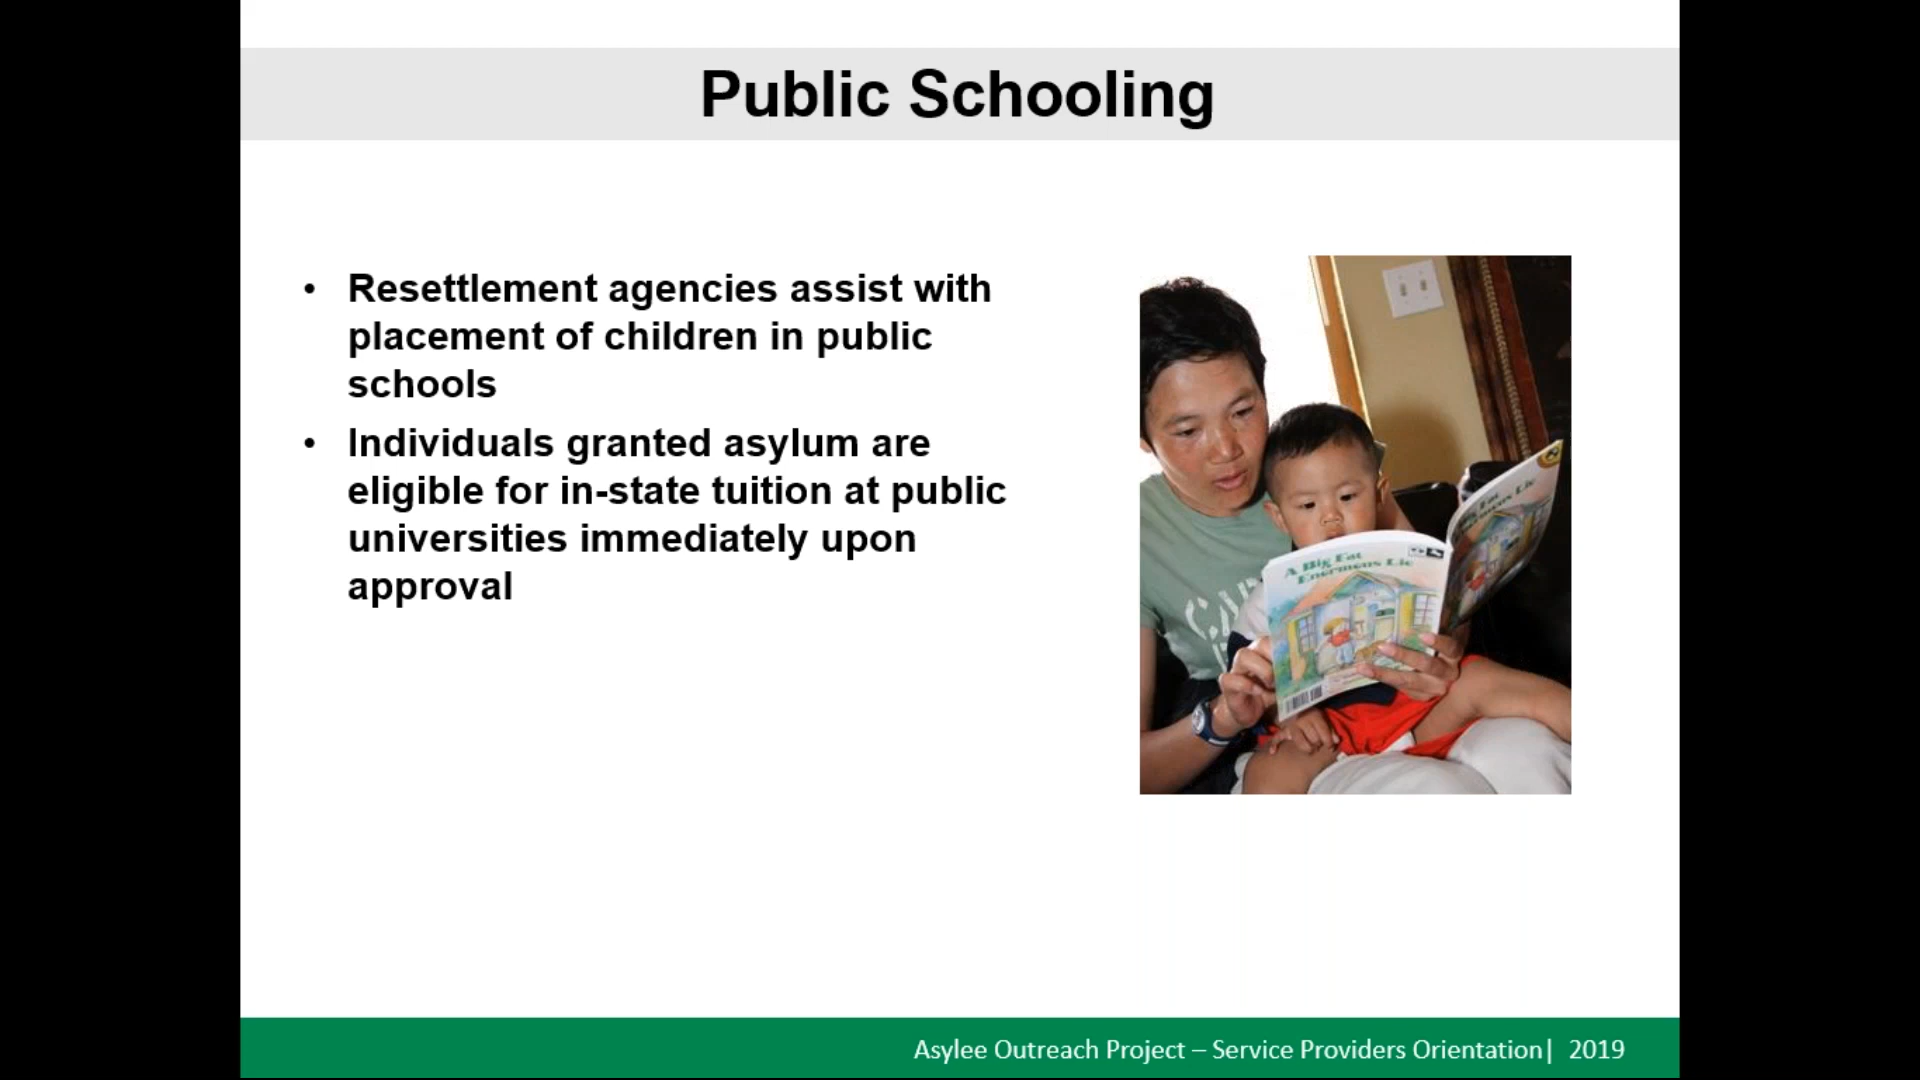 Public Schooling
• Resettlement agencies assist with
placement of children in public
schools
• Individuals granted asylum are
eligible for in-state tuition at public
universities immediately upon
approval
A Big Fat
Enormous Lie
CA
Asylee Outreach Project – Service Providers Orientation| 2019